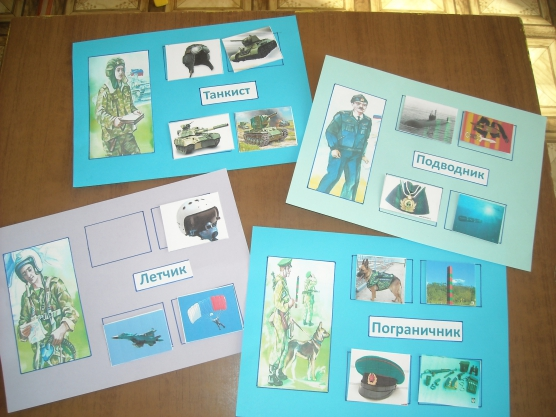 Танкист
Подводник
Летчик
Пограничник